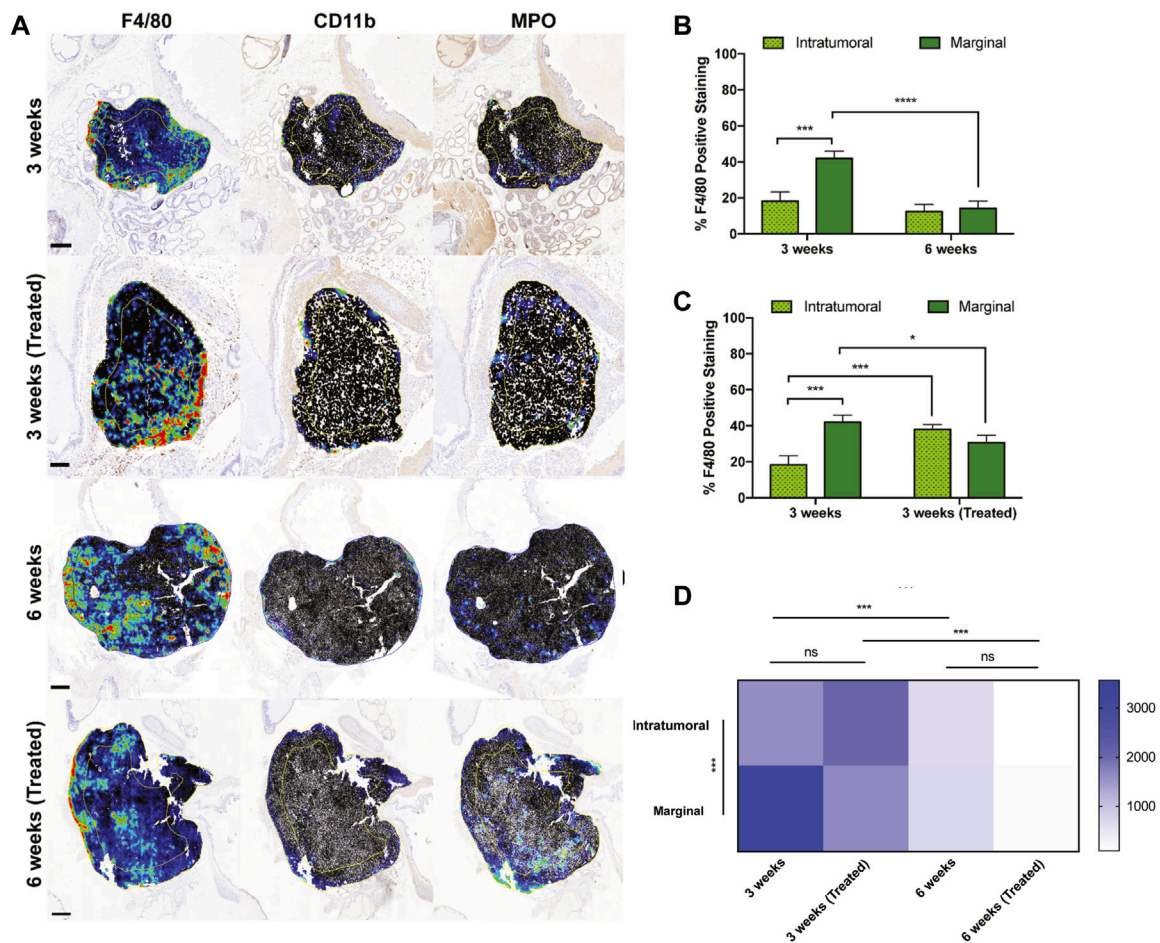 A
F4/80 CD11b MPO
3 weeks
3 weeks (Treated)
6 weeks
6 weeks (Treated)
B
Intratumoral Marginal
% F4/80 Positive Staining
100
80
60
40
20
0
***
****
3 weeks 6 weeks
C
Intratumoral Marginal
% F4/80 Positive Staining
100
80
60
40
20
0
*
***
***
3 weeks 3 weeks (Treated)
D
***
***
ns ns
Intratumoral
***
Marginal
3000
2000
1000
3 weeks
3 weeks (Treated)
6 weeks
6 weeks (Treated)